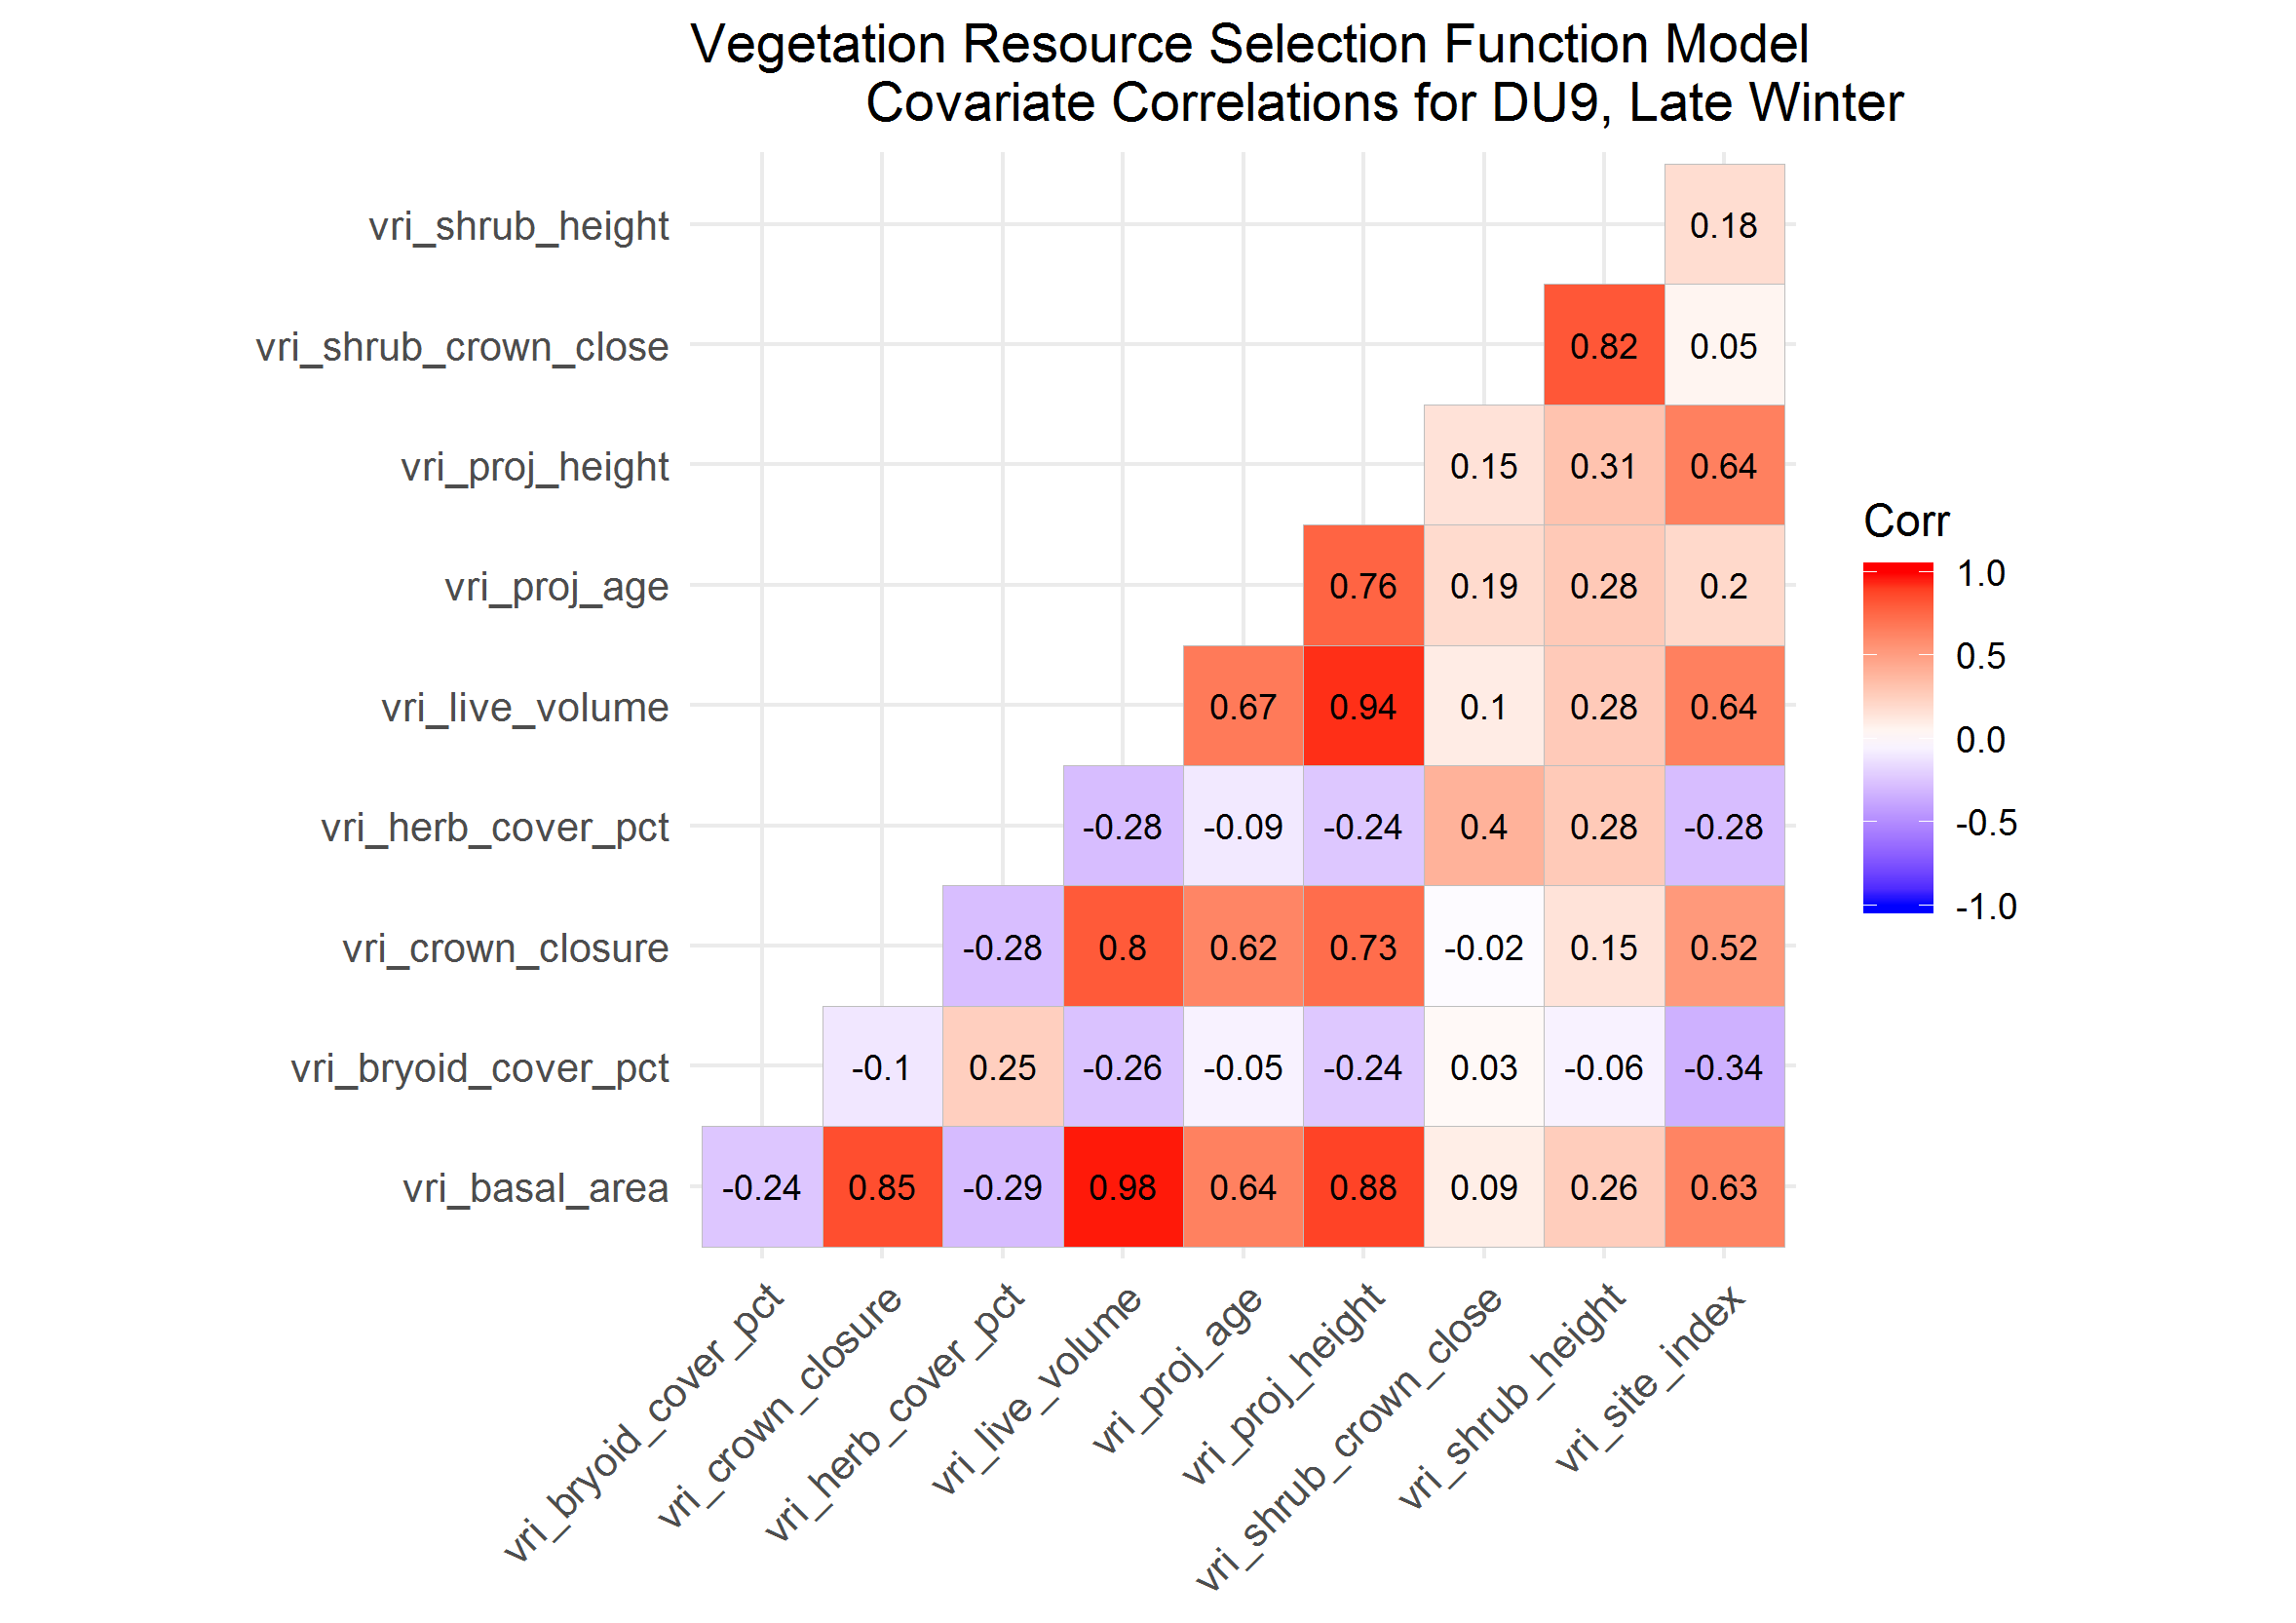 Vegetation Resource Selection Function Model
Covariate Correlations for DU9, Late Winter
vri_shrub_height 0.18
vri_shrub_crown_close 0.82 0.05
vri_proj_height 0.15 0.31 0.64
vri_proj_age 0.76 0.19 0.28 0.2
vri_live_volume 0.67 0.94 0.1 0.28 0.64
vri_herb_cover_pct -0.28 -0.09 -0.24 0.4 0.28 -0.28
vri_crown_closure -0.28 0.8 0.62 0.73 -0.02 0.15 0.52
vri_bryoid_cover_pct -0.1 0.25 -0.26 -0.05 -0.24 0.03 -0.06 -0.34
vri_basal_area -0.24 0.85 -0.29 0.98 0.64 0.88 0.09 0.26 0.63
vri_bryoid_cover_pct
vri_crown_closure
vri_herb_cover_pct
vri_live_volume
vri_proj_age
vri_proj_height
vri_shrub_crown_close
vri_shrub_height
vri_site_index
Corr
1.0
0.5
0.0
-0.5
-1.0